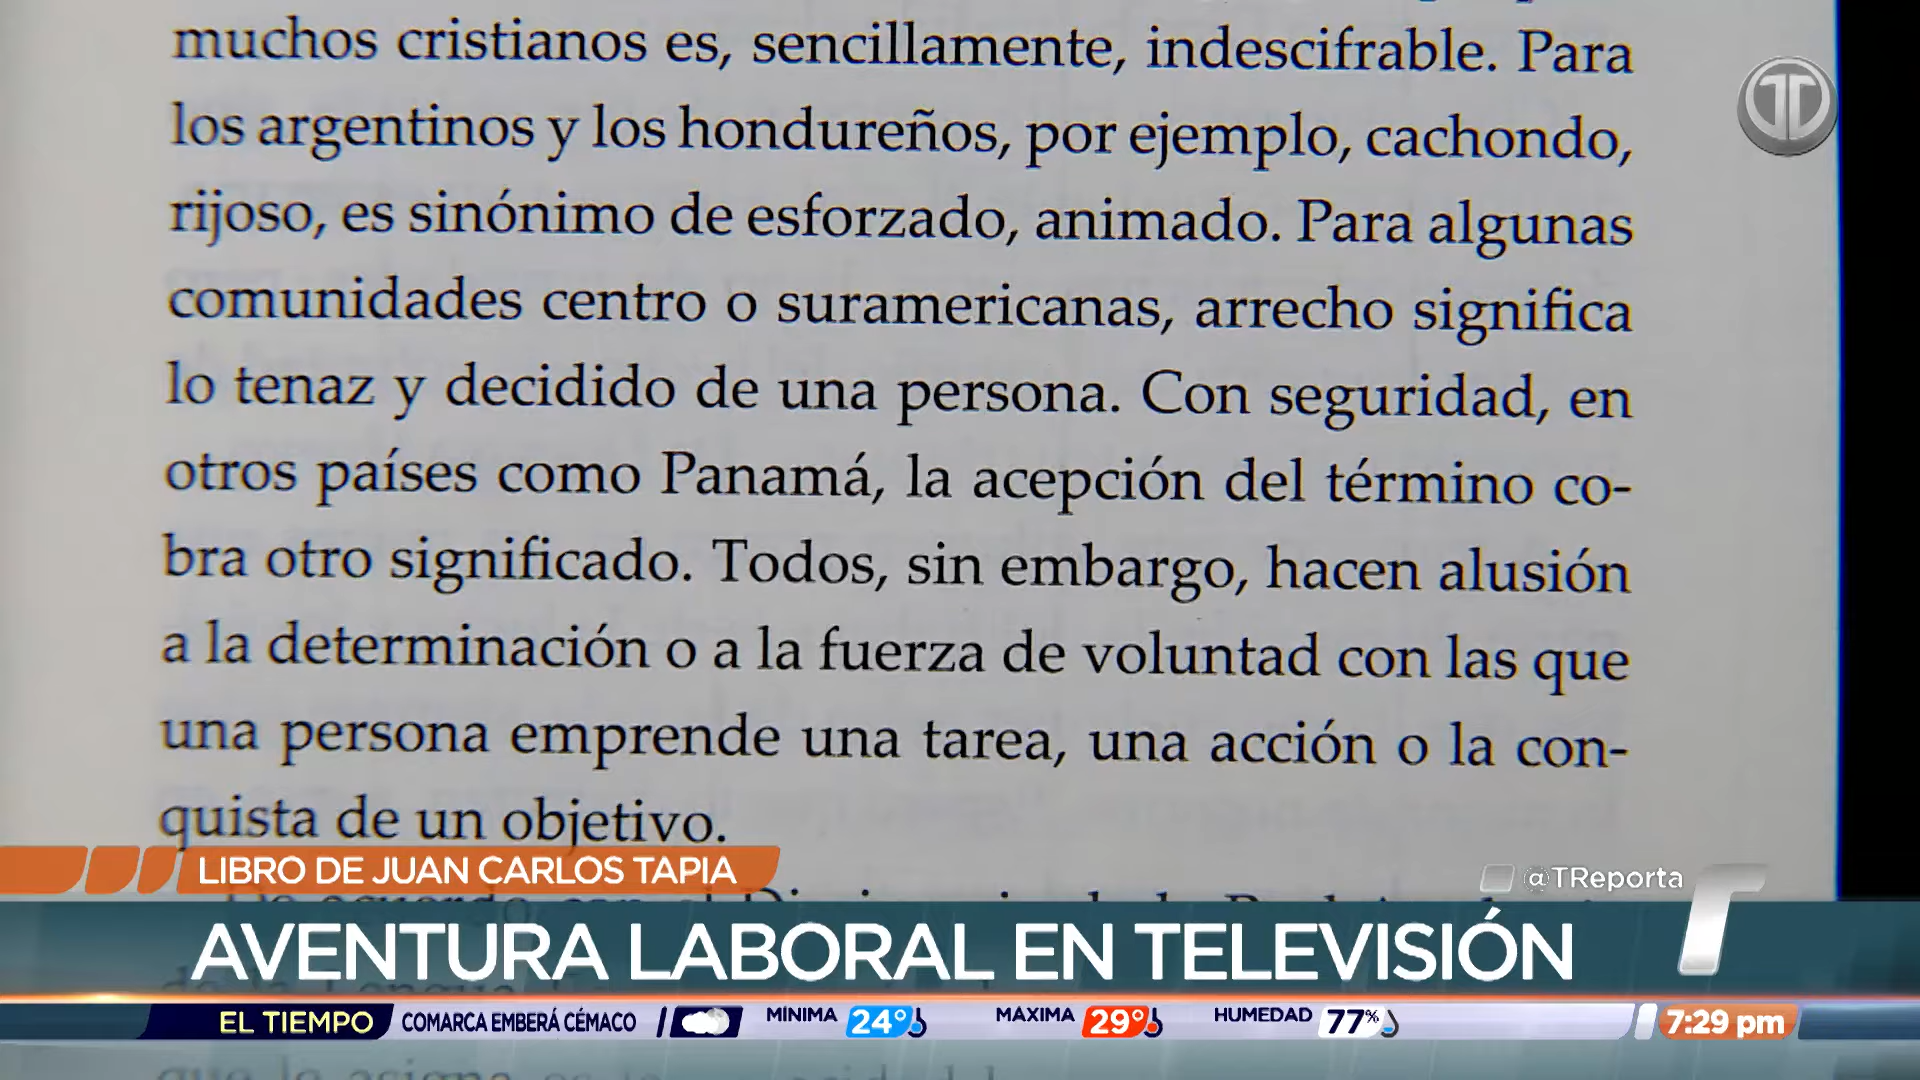 muchos cristianos es, sencillamente, indescifrable. Para
los argentinos y los hondureños, por ejemplo, cachondo,
rijoso, es sinónimo de esforzado, animado. Para algunas
comunidades centro o suramericanas, arrecho significa
lo tenaz y decidido de una persona. Con seguridad, en
otros países como Panamá, la acepción del término co-
bra otro significado. Todos, sin embargo, hacen alusión
a la determinación o a la fuerza de voluntad con las que
una persona emprende una tarea, una acción o la con-
quista de un objetivo.
LIBRO DE JUAN CARLOS TAPIA
@TReporta
AVENTURA LABORAL EN TELEVISIÓN
EL TIEMPO COMARCA EMBERÁ CÉMACO MÍNIMA 24° MÁXIMA 29° HUMEDAD 77% 7:29 pm